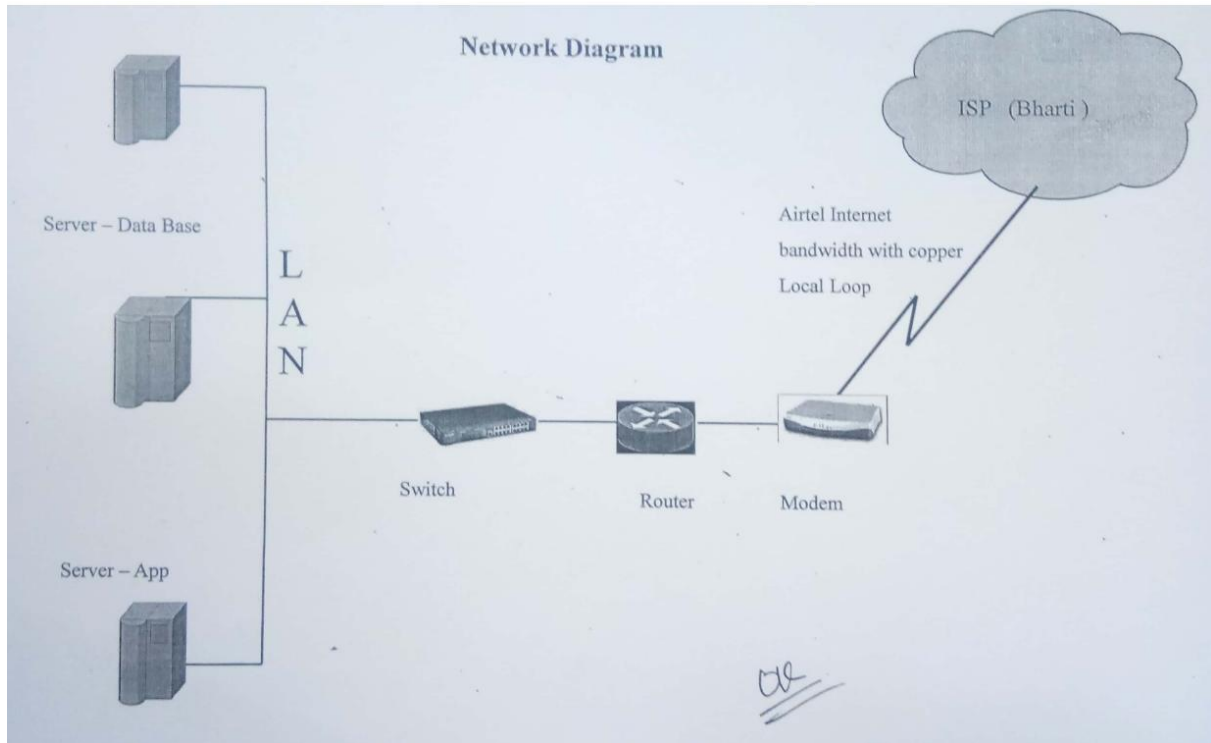 Network Diagram
ISP (Bharti )
Server – Data Base
Airtel Internet
bandwidth with copper
Local Loop
L
A
N
Switch
Router
Modem
Server – App